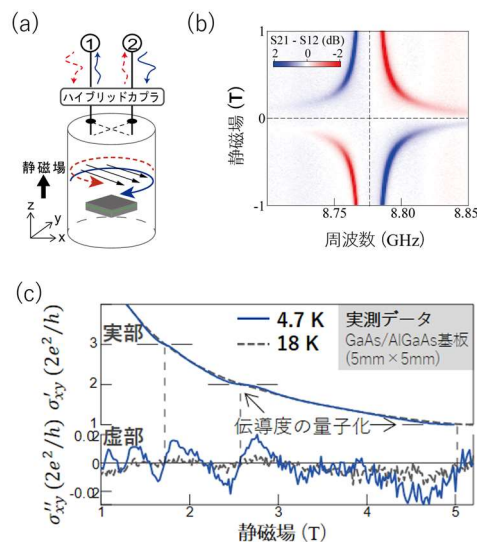 (a)
① ②
ハイブリッドカプラ
静磁場
z
y
x
(b)
S21 - S12 (dB)
2 0 -2
静磁場 (T)
1
0
-1
8.75 8.80 8.85
周波数 (GHz)
(c)
σ'xy (2e²/h)
実部
3
2
1
4.7 K
18 K
実測データ
GaAs/AlGaAs基板
(5mm×5mm)
伝導度の量子化
σ''xy (2e²/h)
虚部
0.02
0
-0.02
1 2 3 4 5
静磁場 (T)